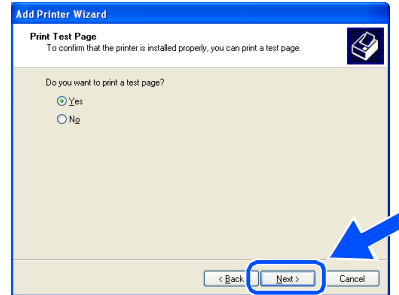 Add Printer Wizard
Print Test Page
To confirm that the printer is installed properly, you can print a test page.
Do you want to print a test page?
Yes
No
< Back Next > Cancel